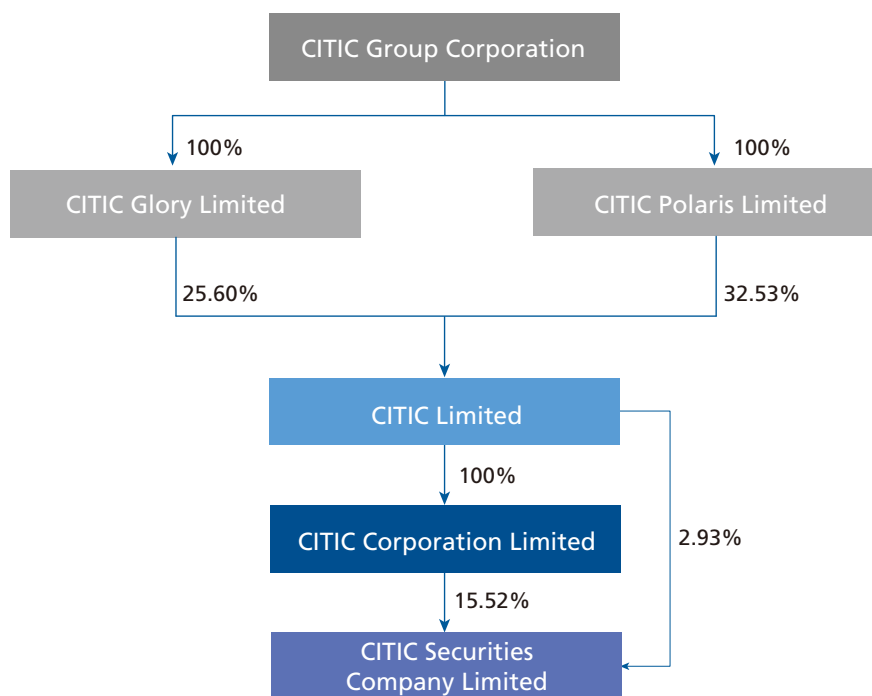 CITIC Group Corporation
100%
100%
CITIC Glory Limited
CITIC Polaris Limited
25.60%
32.53%
CITIC Limited
100%
CITIC Corporation Limited
2.93%
15.52%
CITIC Securities
Company Limited